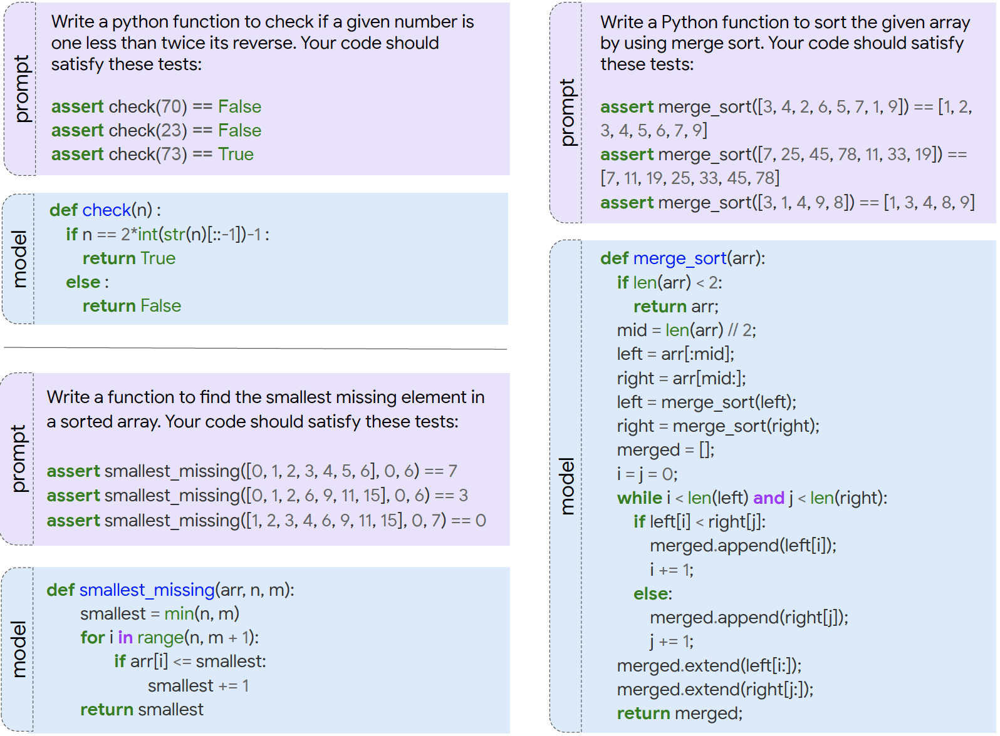 prompt
Write a python function to check if a given number is
one less than twice its reverse. Your code should
satisfy these tests:
assert check(70) == False
assert check(23) == False
assert check(73) == True
model
def check(n) :
if n == 2*int(str(n)[::-1])-1 :
return True
else :
return False
prompt
Write a function to find the smallest missing element in
a sorted array. Your code should satisfy these tests:
assert smallest_missing([0, 1, 2, 3, 4, 5, 6], 0, 6) == 7
assert smallest_missing([0, 1, 2, 6, 9, 11, 15], 0, 6) == 3
assert smallest_missing([1, 2, 3, 4, 6, 9, 11, 15], 0, 7) == 0
model
def smallest_missing(arr, n, m):
smallest = min(n, m)
for i in range(n, m + 1):
if arr[i] <= smallest:
smallest += 1
return smallest
prompt
Write a Python function to sort the given array
by using merge sort. Your code should satisfy
these tests:
assert merge_sort([3, 4, 2, 6, 5, 7, 1, 9]) == [1, 2,
3, 4, 5, 6, 7, 9]
assert merge_sort([7, 25, 45, 78, 11, 33, 19]) ==
[7, 11, 19, 25, 33, 45, 78]
assert merge_sort([3, 1, 4, 9, 8]) == [1, 3, 4, 8, 9]
model
def merge_sort(arr):
if len(arr) < 2:
return arr;
mid = len(arr) // 2;
left = arr[:mid];
right = arr[mid:];
left = merge_sort(left);
right = merge_sort(right);
merged = [];
i = j = 0;
while i < len(left) and j < len(right):
if left[i] < right[j]:
merged.append(left[i]);
i += 1;
else:
merged.append(right[j]);
j += 1;
merged.extend(left[i:]);
merged.extend(right[j:]);
return merged;